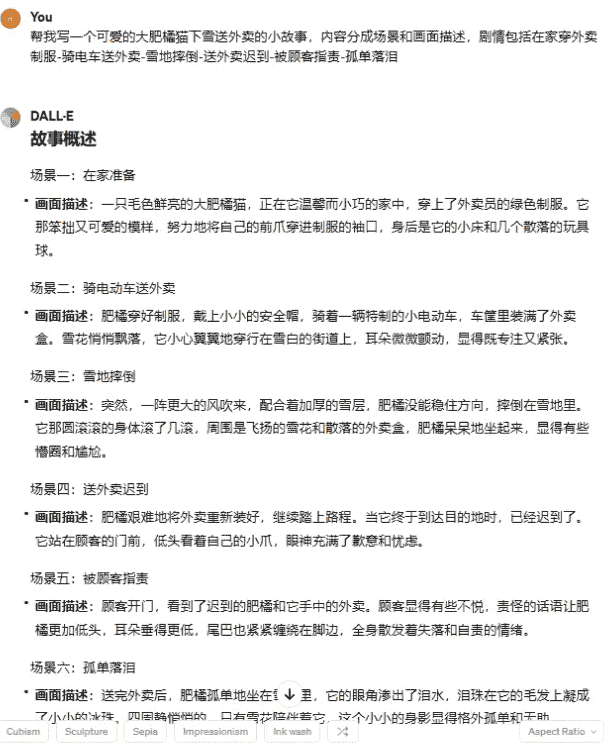 You
帮我写一个可爱的大肥橘猫下雪送外卖的小故事，内容分成场景和画面描述，剧情包括在家穿外卖
制服-骑电车送外卖-雪地摔倒-送外卖迟到-被顾客指责-孤单落泪
DALL·E
故事概述
场景一：在家准备
• 画面描述：一只毛色鲜亮的大肥橘猫，正在它温馨而小巧的家中，穿上了外卖员的绿色制服。它
那笨拙又可爱的模样，努力地将自己的前爪穿进制服的袖口，身后是它的小床和几个散落的玩具
球。
场景二：骑电动车送外卖
• 画面描述：肥橘穿好制服，戴上小小的安全帽，骑着一辆特制的小电动车，车筐里装满了外卖
盒。雪花悄悄飘落，它小心翼翼地穿行在雪白的街道上，耳朵微微颤动，显得既专注又紧张。
场景三：雪地摔倒
• 画面描述：突然，一阵更大的风吹来，配合着加厚的雪层，肥橘没能稳住方向，摔倒在雪地里。
它那圆滚滚的身体滚了几滚，周围是飞扬的雪花和散落的外卖盒，肥橘呆呆地坐起来，显得有些
懵圈和尴尬。
场景四：送外卖迟到
• 画面描述：肥橘艰难地将外卖重新装好，继续踏上路程。当它终于到达目的地时，已经迟到了。
它站在顾客的门前，低头看着自己的小爪，眼神充满了歉意和忧虑。
场景五：被顾客指责
• 画面描述：顾客开门，看到了迟到的肥橘和它手中的外卖。顾客显得有些不悦，责怪的话语让肥
橘更加低头，耳朵垂得更低，尾巴也紧紧缠绕在脚边，全身散发着失落和自责的情绪。
场景六：孤单落泪
• 画面描述：送完外卖后，肥橘孤单地坐在雪 里，它的眼角渗出了泪水，泪珠在它的毛发上凝成
了小小的冰珠。四周静悄悄的，只有雪花陪伴着它，这个小小的身影显得格外孤单和无助。
Cubism Sculpture Sepia Impressionism Ink wash Aspect Ratio